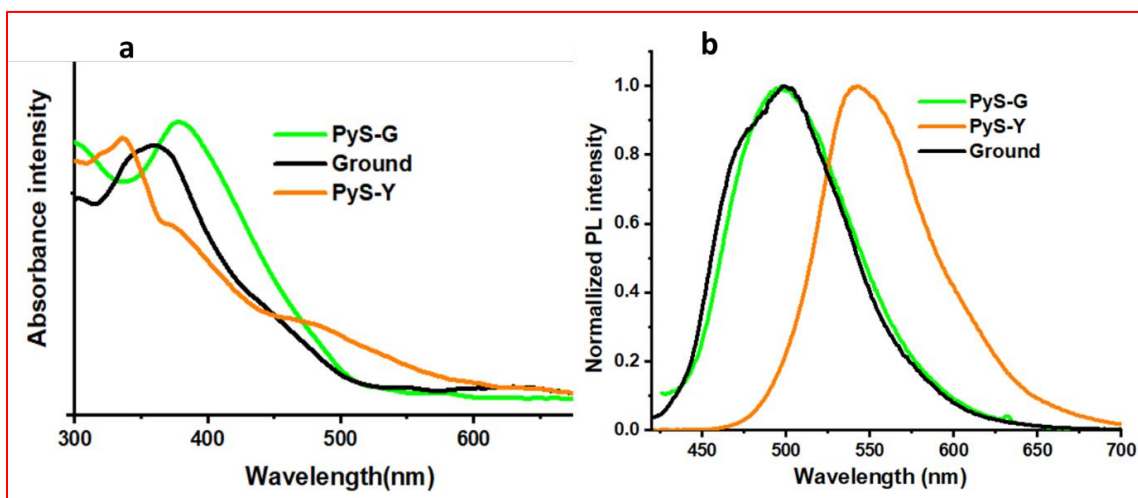 a
PyS-G
Ground
PyS-Y
Absorbance intensity
300
400
500
600
Wavelength(nm)
b
PyS-G
PyS-Y
Ground
Normallized PL intensity
1.0
0.8
0.6
0.4
0.2
0.0
450
500
550
600
650
700
Wavelength (nm)